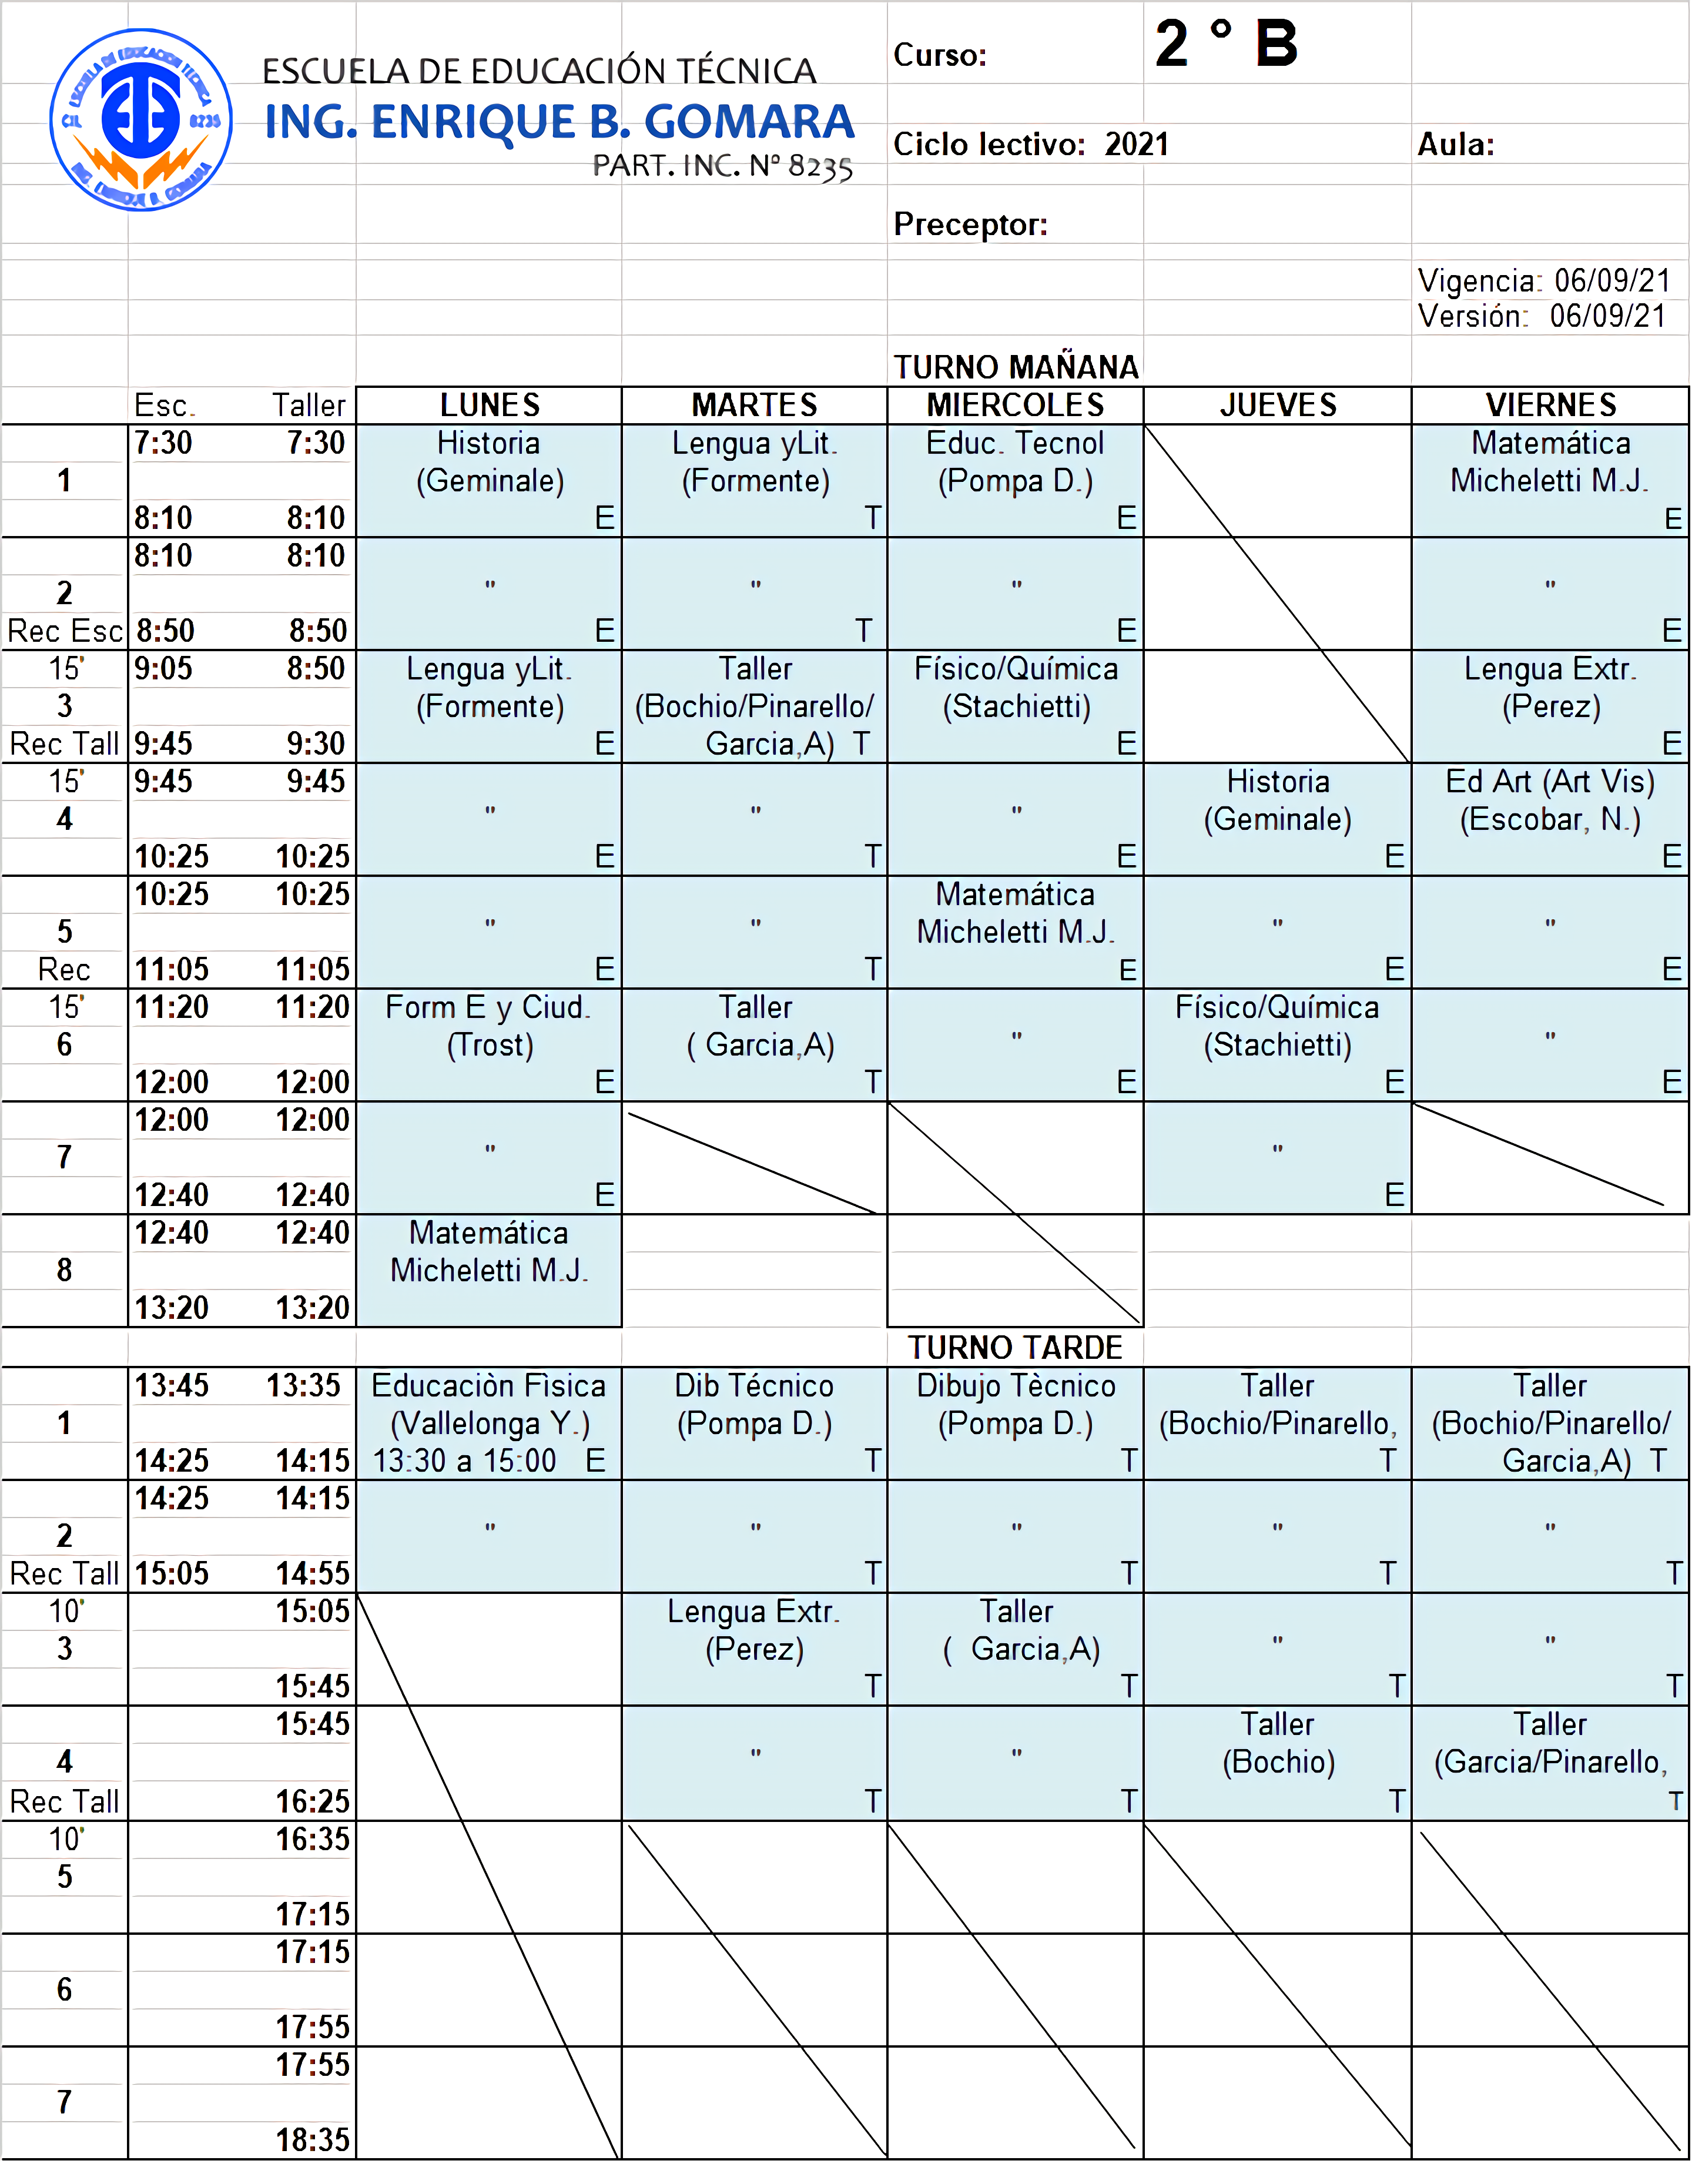 ESCUELA DE EDUCACIÓN TÉCNICA
ING. ENRIQUE B. GOMARA
PART. INC. Nº 8235
ESCUELA DE EDUCACION TECNICA
8235
ING. ENRIQUE B. GOMARA
Curso: 2 ° B
Ciclo lectivo: 2021 Aula:
Preceptor:
Vigencia: 06/09/21
Versión: 06/09/21
TURNO MAÑANA
Esc. Taller LUNES MARTES MIERCOLES JUEVES VIERNES
7:30 7:30 Historia Lengua yLit. Educ. Tecnol Matemática
1 (Geminale) (Formente) (Pompa D.) Micheletti M.J.
8:10 8:10 E T E E
8:10 8:10
2 " " " "
Rec Esc 8:50 8:50 E T E E
15' 9:05 8:50 Lengua yLit. Taller Físico/Química Lengua Extr.
3 (Formente) (Bochio/Pinarello/ (Stachietti) (Perez)
Rec Tall 9:45 9:30 E Garcia,A) T E E
15' 9:45 9:45 Historia Ed Art (Art Vis)
4 " " " (Geminale) (Escobar, N.)
10:25 10:25 E T E E E
10:25 10:25 Matemática
5 " " Micheletti M.J. " "
Rec 11:05 11:05 E T E E E
15' 11:20 11:20 Form E y Ciud. Taller Físico/Química
6 (Trost) ( Garcia,A) " (Stachietti) "
12:00 12:00 E T E E E
12:00 12:00
7 " "
12:40 12:40 E E
12:40 12:40 Matemática
8 Micheletti M.J.
13:20 13:20
TURNO TARDE
13:45 13:35 Educaciòn Fìsica Dib Técnico Dibujo Tècnico Taller Taller
1 (Vallelonga Y.) (Pompa D.) (Pompa D.) (Bochio/Pinarello, (Bochio/Pinarello/
14:25 14:15 13:30 a 15:00 E T T T Garcia,A) T
14:25 14:15
2 " " " " "
Rec Tall 15:05 14:55 T T T T
10' 15:05 Lengua Extr. Taller
3 (Perez) ( Garcia,A) " "
15:45 T T T T
15:45 Taller Taller
4 " " (Bochio) (Garcia/Pinarello,
Rec Tall 16:25 T T T T
10' 16:35
5
17:15
17:15
6
17:55
17:55
7
18:35